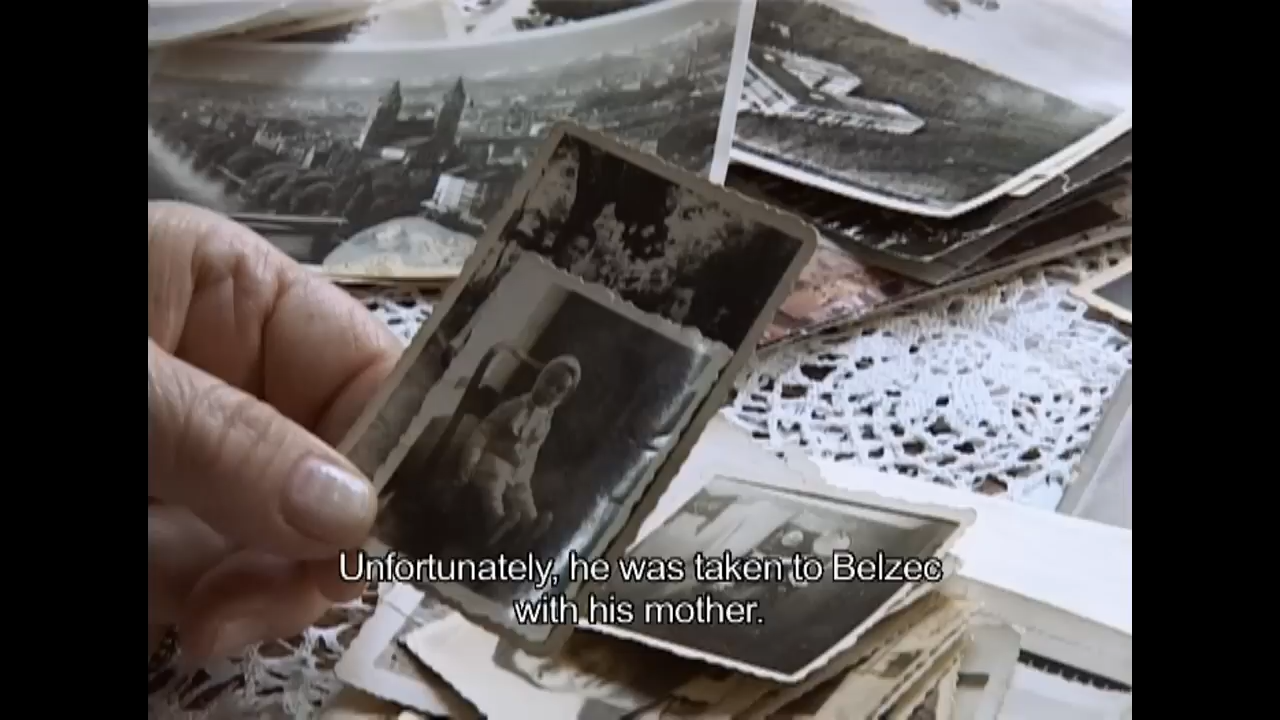 Unfortunately, he was taken to Belzec
with his mother.